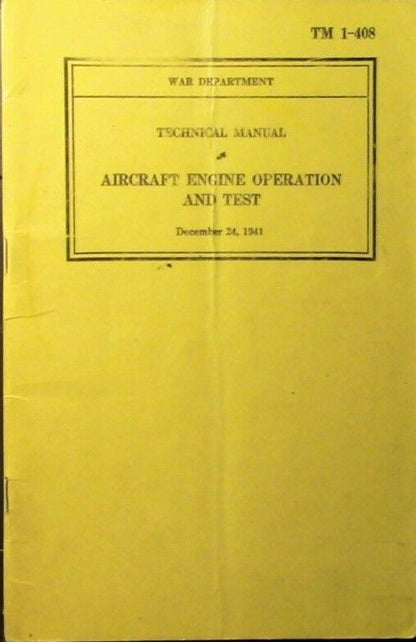 TM 1-408
WAR DEPARTMENT
TECHNICAL MANUAL
AIRCRAFT ENGINE OPERATION
AND TEST
December 24, 1941